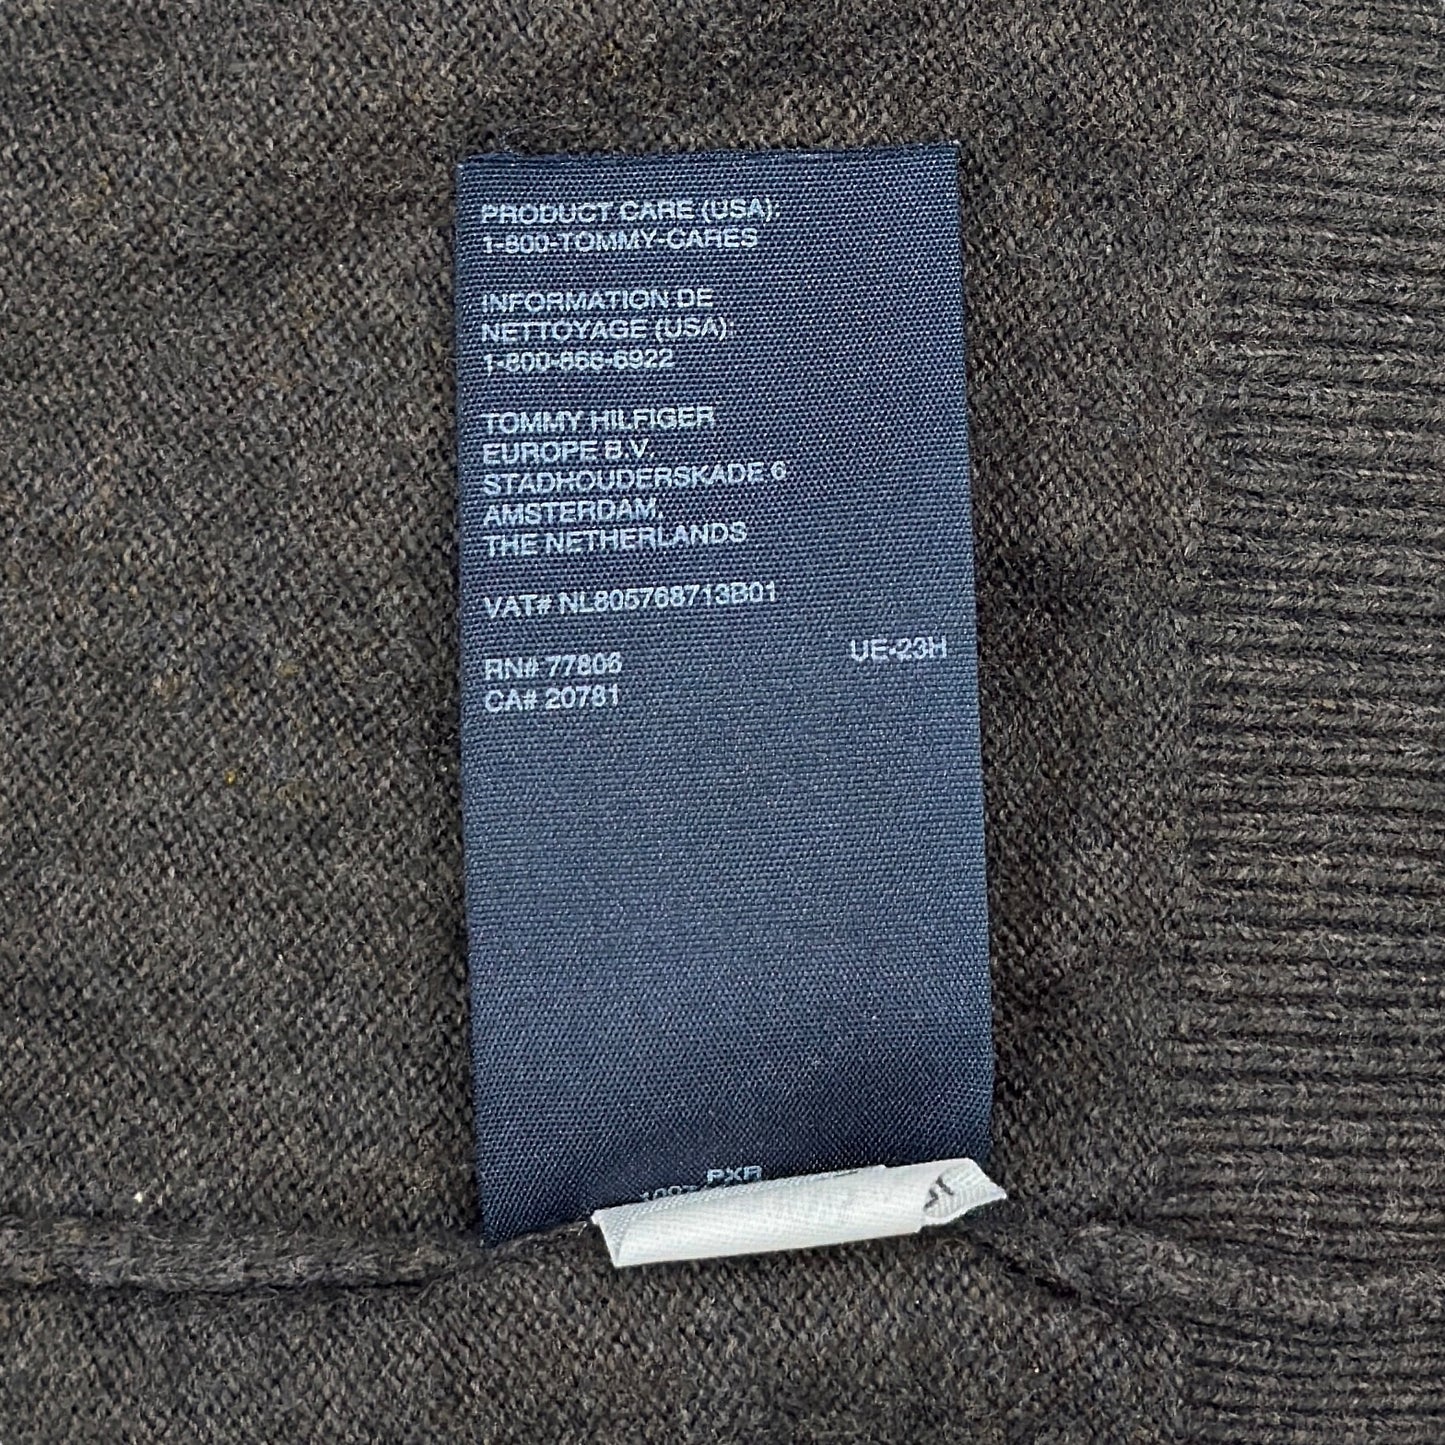 PRODUCT CARE (USA):
1-800-TOMMY-CARES
INFORMATION DE
NETTOYAGE (USA):
1-800-866-6922
TOMMY HILFIGER
EUROPE B.V.
STADHOUDERSKADE 6
AMSTERDAM,
THE NETHERLANDS
VAT# NL805768713B01
UE-23H
RN# 77806
CA# 20781
PXR